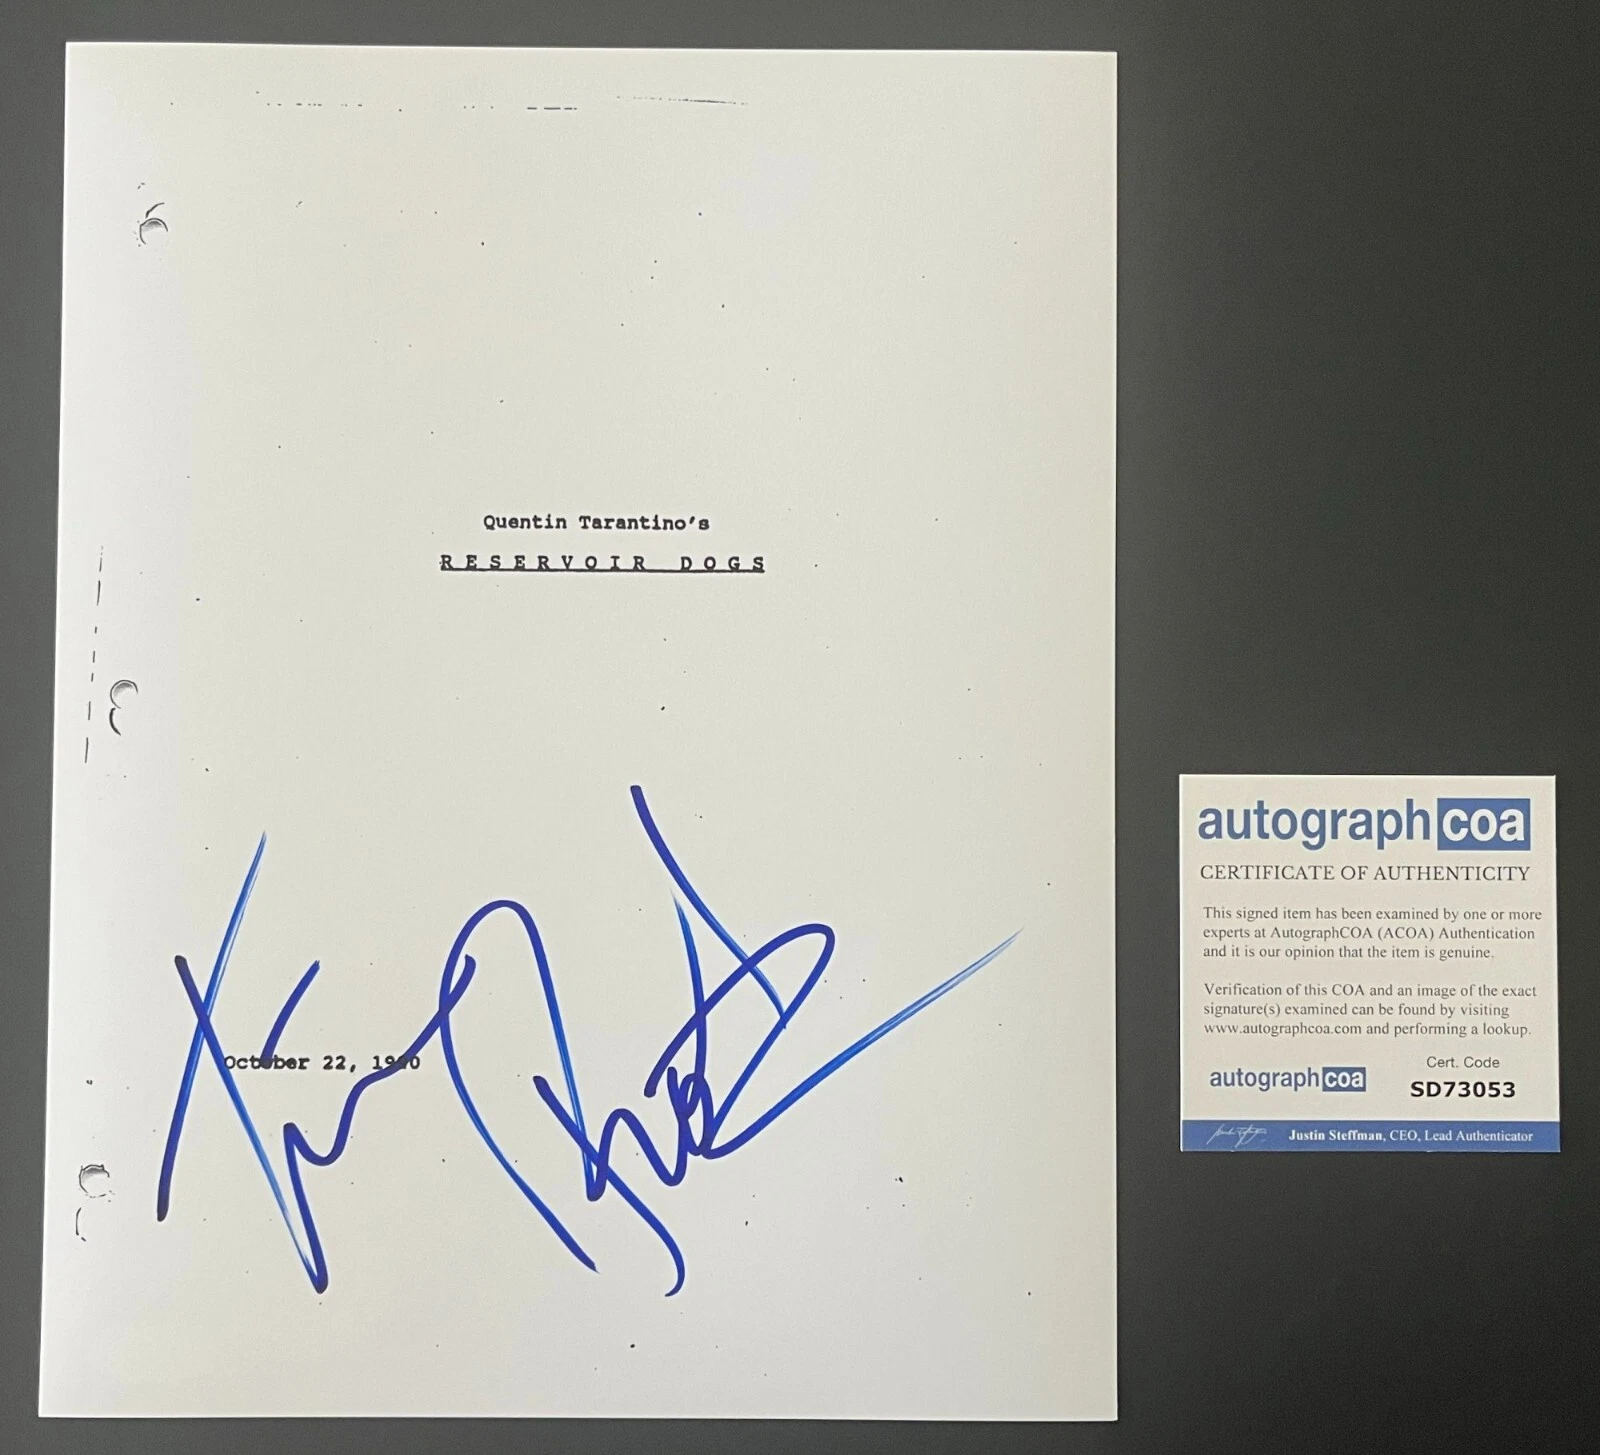 Quentin Tarantino's
RESERVOIR DOGS
October 22, 1990
autographcoa
CERTIFICATE OF AUTHENTICITY
This signed item has been examined by one or more
experts at AutographCOA (ACOA) Authentication
and it is our opinion that the item is genuine.
Verification of this COA and an image of the exact
signature(s) examined can be found by visiting
www.autographcoa.com and performing a lookup.
autographcoa
Cert. Code
SD73053
Justin Steffman, CEO, Lead Authenticator